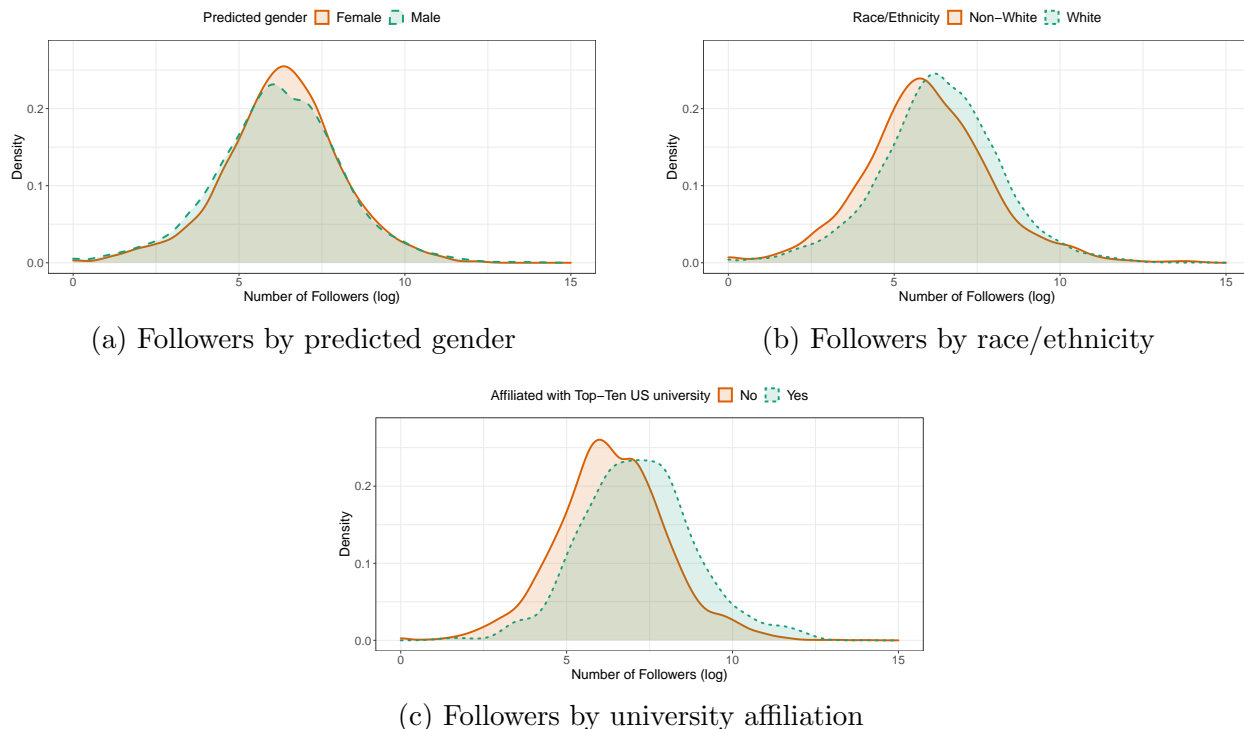 Predicted gender Female Male
0.2
0.1
0.0
Density
0 5 10 15
Number of Followers (log)
(a) Followers by predicted gender
Race/Ethnicity Non−White White
0.2
0.1
0.0
Density
0 5 10 15
Number of Followers (log)
(b) Followers by race/ethnicity
Affiliated with Top−Ten US university No Yes
0.2
0.1
0.0
Density
0 5 10 15
Number of Followers (log)
(c) Followers by university affiliation